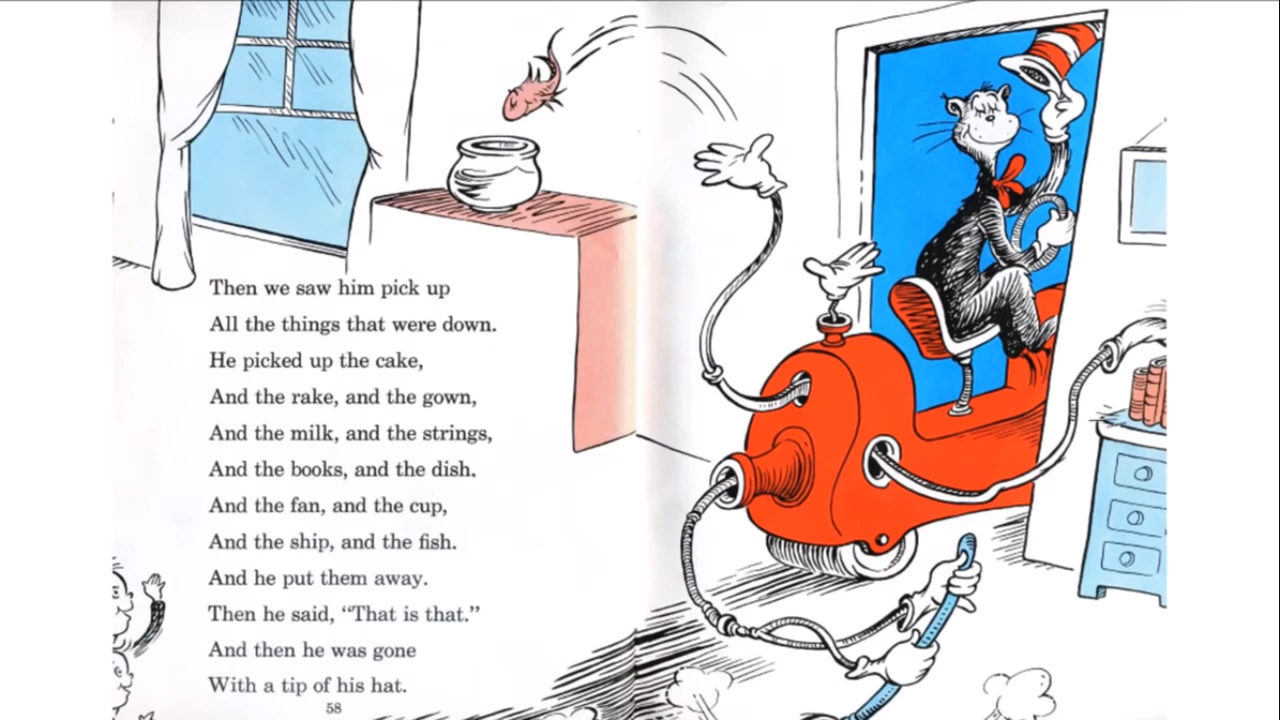 Then we saw him pick up
All the things that were down.
He picked up the cake,
And the rake, and the gown,
And the milk, and the strings,
And the books, and the dish.
And the fan, and the cup,
And the ship, and the fish.
And he put them away.
Then he said, “That is that.”
And then he was gone
With a tip of his hat.
58